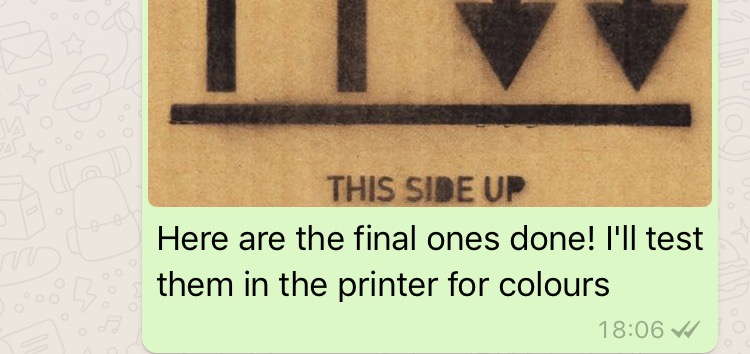 THIS SIDE UP
Here are the final ones done! I'll test
them in the printer for colours
18:06